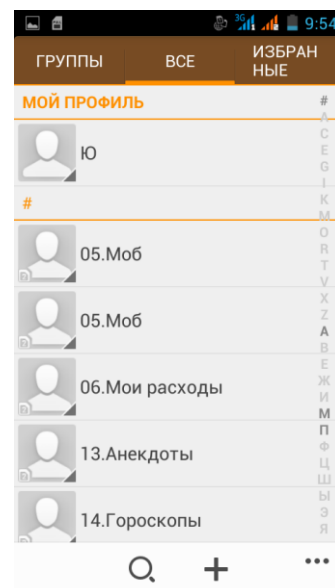 3G
9:54
ГРУППЫ
ВСЕ
ИЗБРАН
НЫЕ
МОЙ ПРОФИЛЬ
Ю
#
05.Моб
05.Моб
06.Мои расходы
13.Анекдоты
14.Гороскопы
#
A
C
E
G
I
K
M
O
R
T
V
X
Z
А
В
Е
Ж
И
М
П
Ф
Ц
Ш
Ы
Э
Я